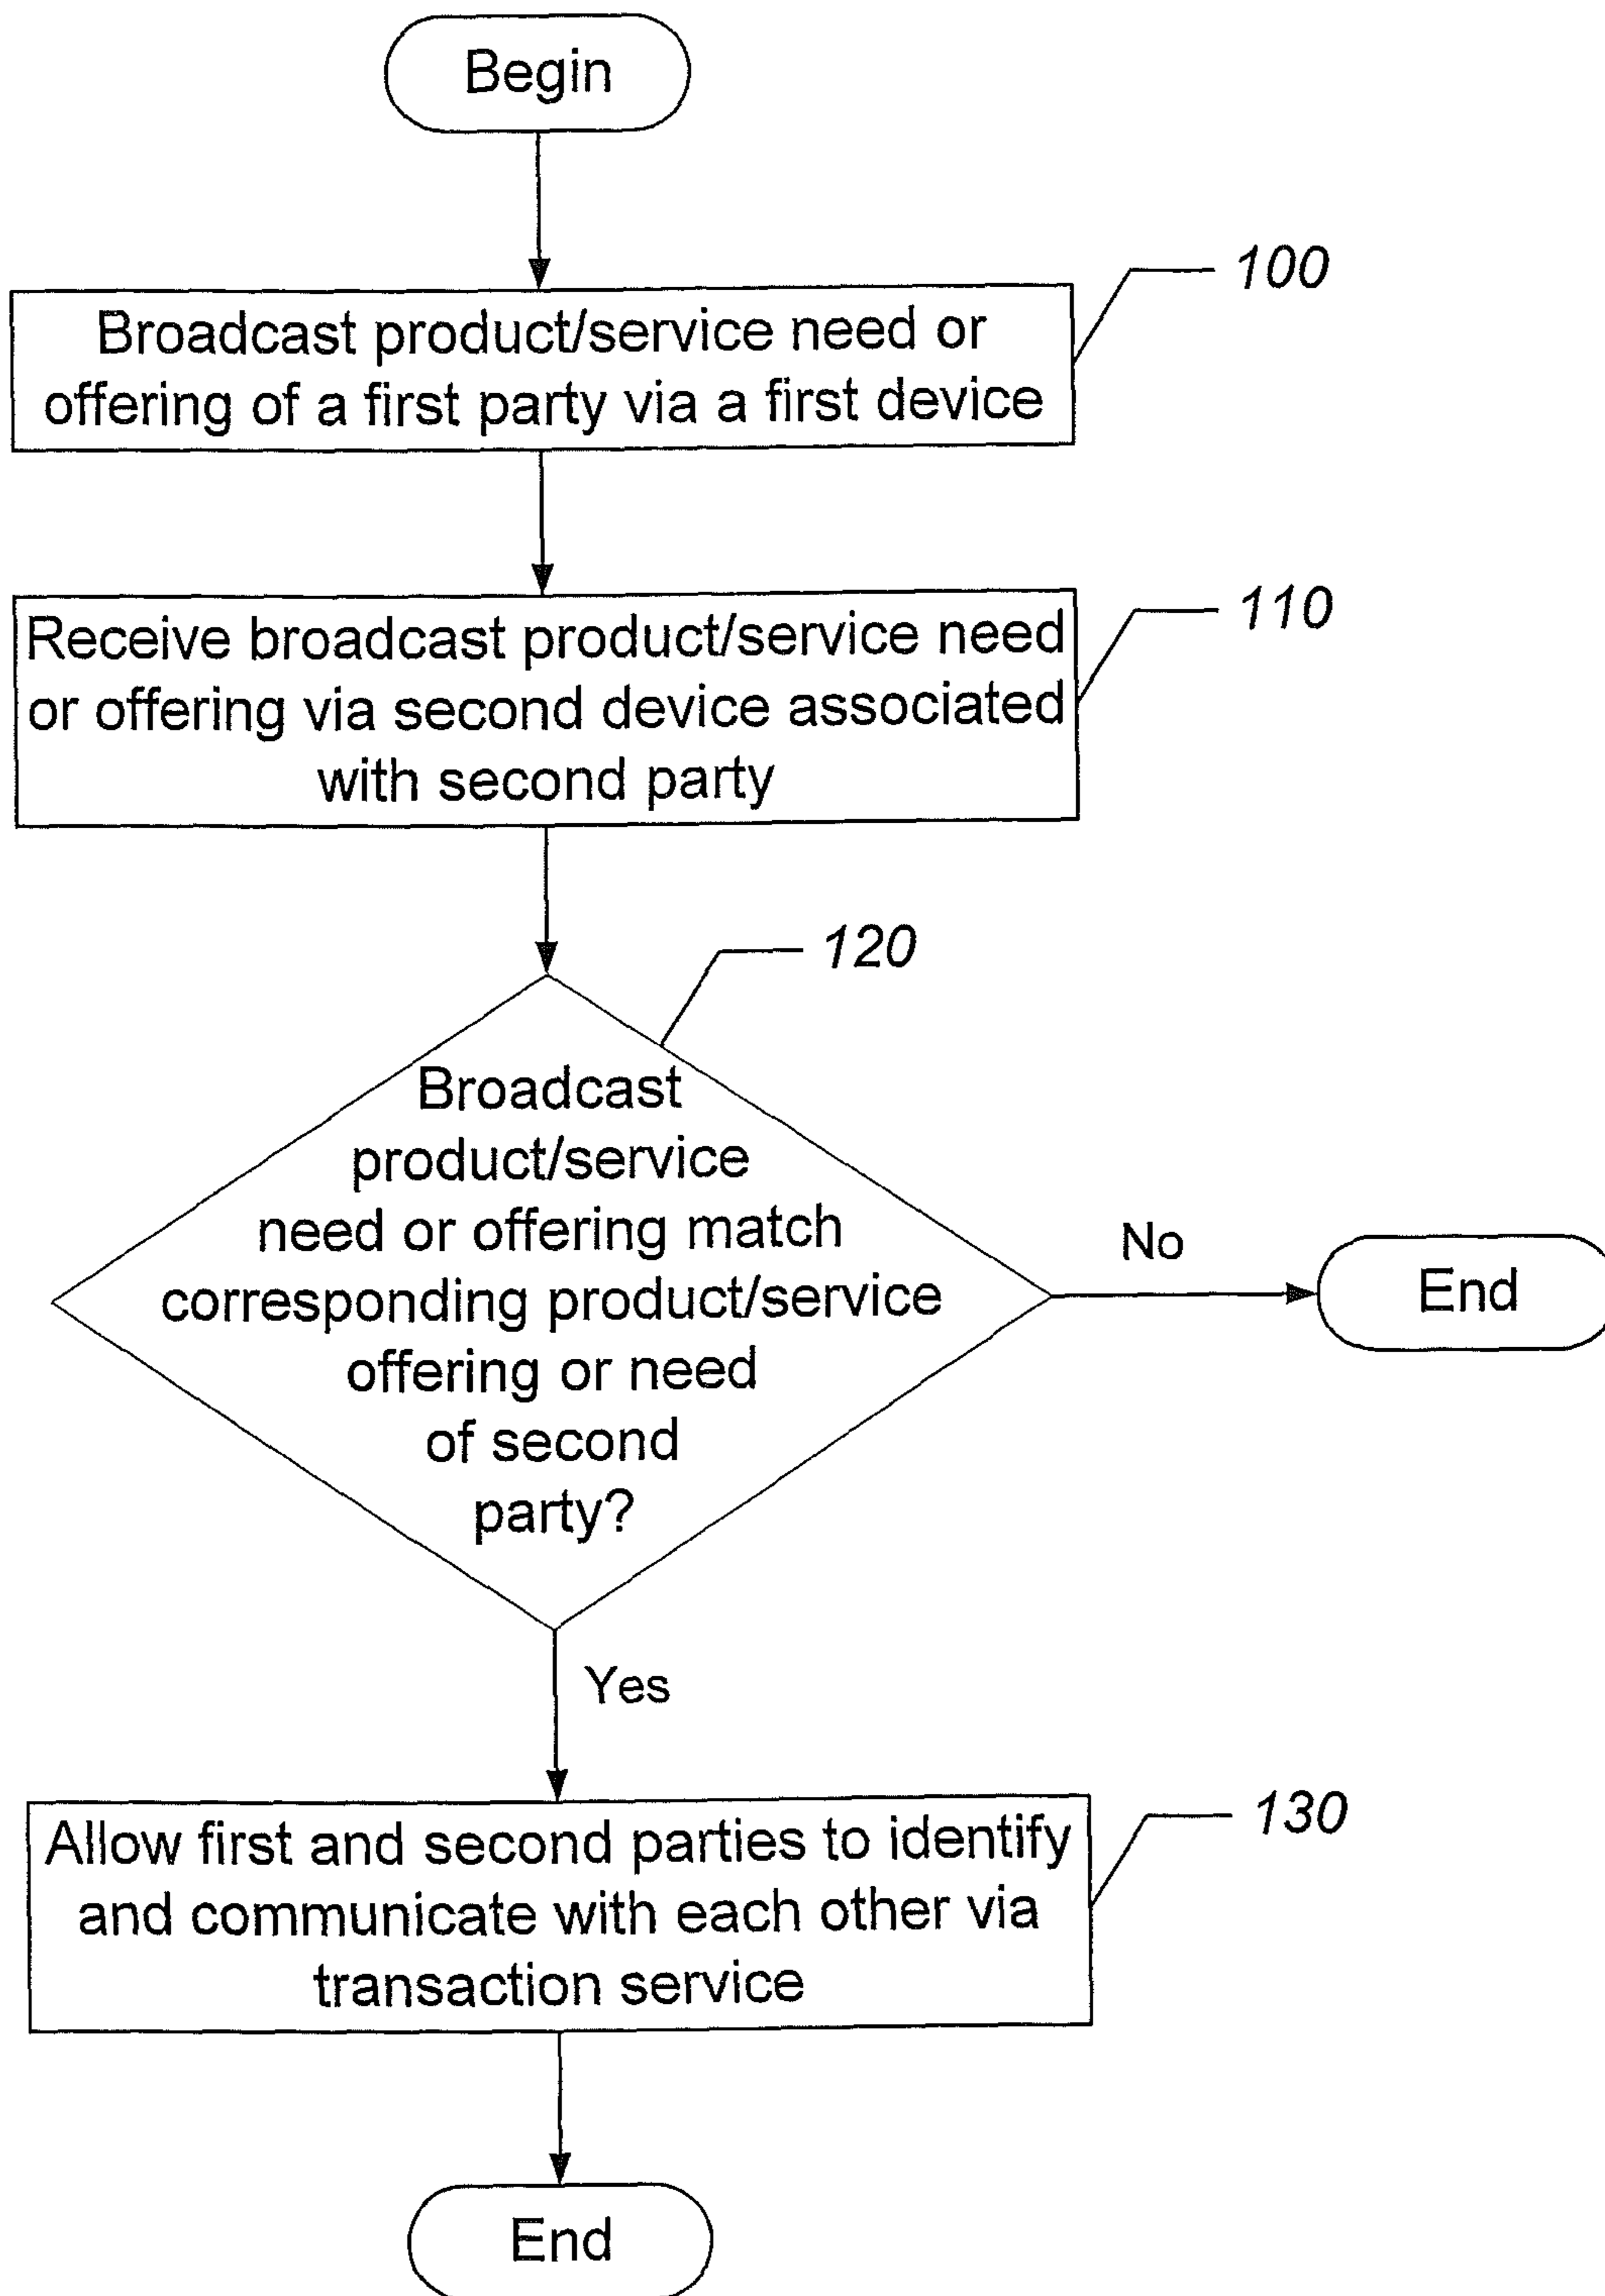 Begin
100
Broadcast product/service need or
offering of a first party via a first device
110
Receive broadcast product/service need
or offering via second device associated
with second party
120
Broadcast
product/service
need or offering match
corresponding product/service
offering or need
of second
party?
No
End
Yes
130
Allow first and second parties to identify
and communicate with each other via
transaction service
End